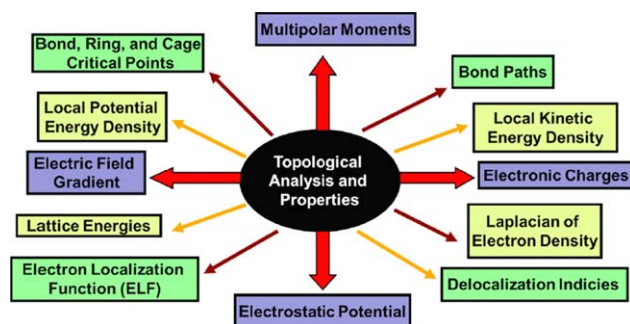 Multipolar Moments
Bond, Ring, and Cage
Critical Points
Bond Paths
Local Potential
Energy Density
Local Kinetic
Energy Density
Electric Field
Gradient
Topological
Analysis and
Properties
Electronic Charges
Lattice Energies
Laplacian of
Electron Density
Electron Localization
Function (ELF)
Delocalization Indicies
Electrostatic Potential